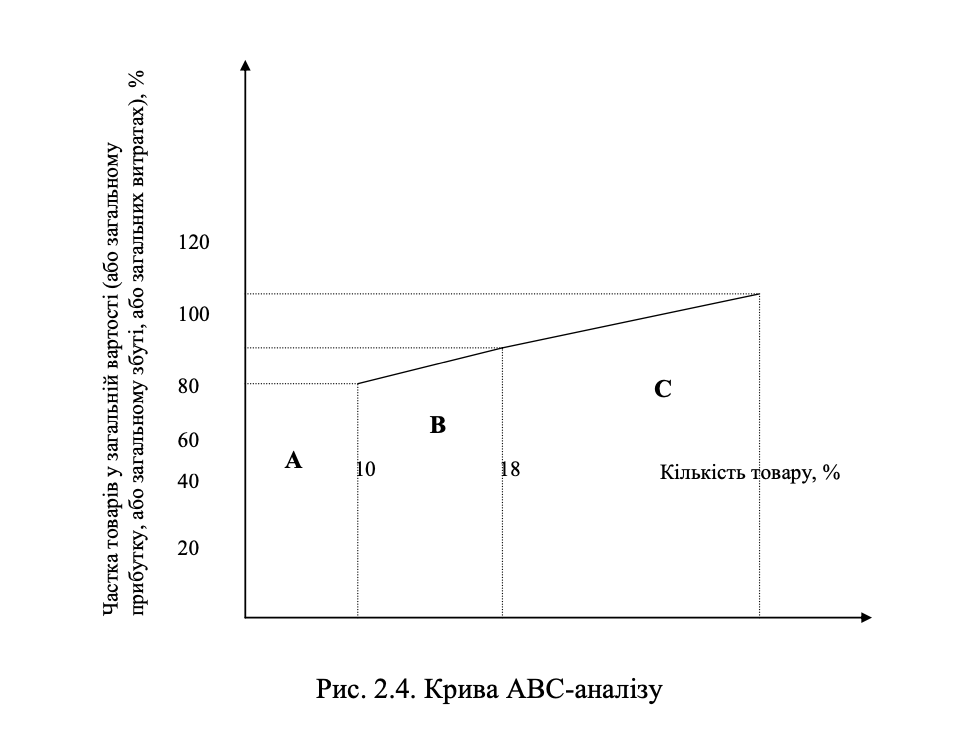 Частка товарів у загальній вартості (або загальному
прибутку, або загальному збуті, або загальних витратах), %
120
100
80
60
40
20
A
B
C
10
18
Кількість товару, %
Рис. 2.4. Крива АВС-аналізу